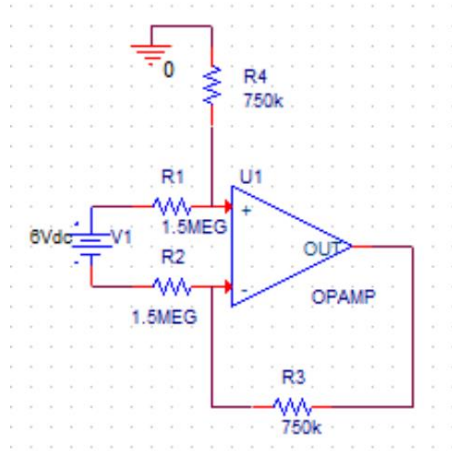 0
R4
750k
R1
1.5MEG
U1
+
6Vdc
V1
R2
1.5MEG
-
OUT
OPAMP
R3
750k